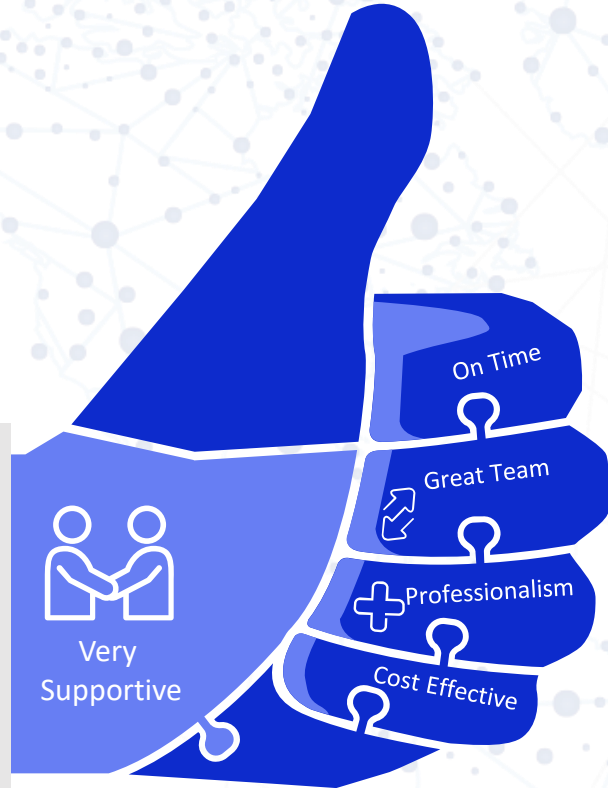 On Time
Great Team
Professionalism
Cost Effective
Very
Supportive